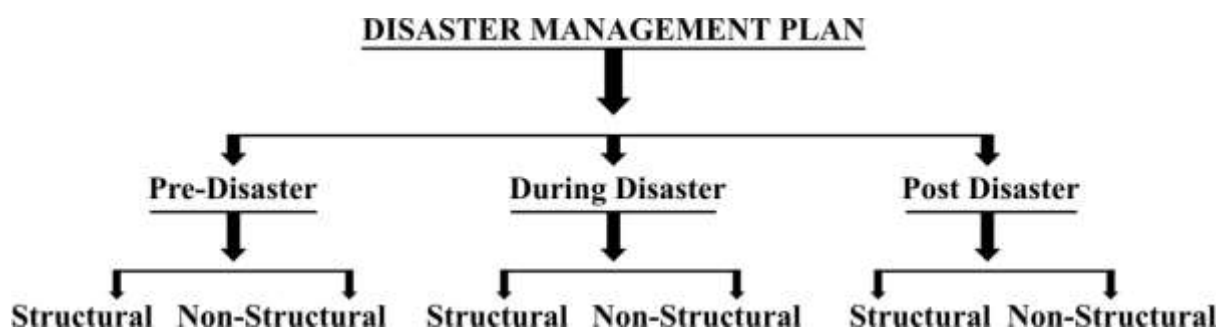 DISASTER MANAGEMENT PLAN
Pre-Disaster During Disaster Post Disaster
Structural Non-Structural Structural Non-Structural Structural Non-Structural